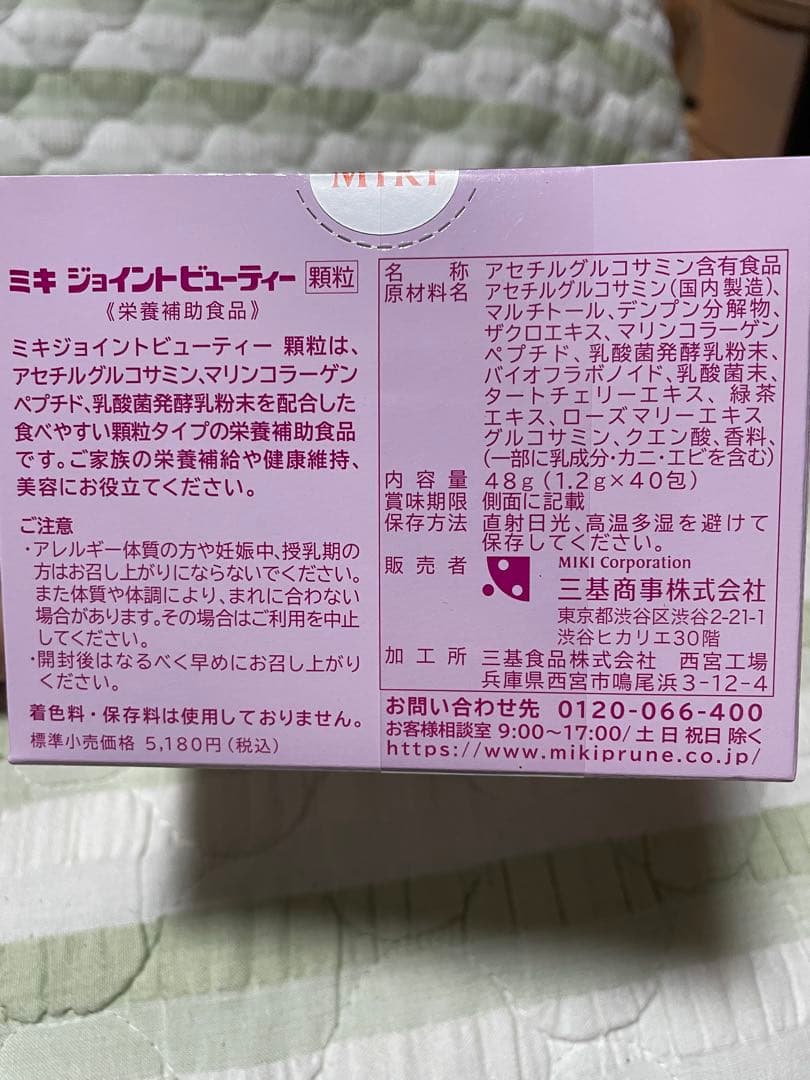 MIKI
ミキ ジョイントビューティー 顆粒
《栄養補助食品》
ミキジョイントビューティー 顆粒は、
アセチルグルコサミン、マリンコラーゲン
ペプチド、乳酸菌発酵乳粉末を配合した
食べやすい顆粒タイプの栄養補助食品
です。ご家族の栄養補給や健康維持、
美容にお役立てください。
ご注意
・アレルギー体質の方や妊娠中、授乳期の
方はお召し上がりにならないでください。
また体質や体調により、まれに合わない
場合があります。その場合はご利用を中止
してください。
・開封後はなるべく早めにお召し上がり
ください。
着色料・保存料は使用しておりません。
標準小売価格 5,180円（税込）
名称 アセチルグルコサミン含有食品
原材料名 アセチルグルコサミン（国内製造）、
マルチトール、デンプン分解物、
ザクロエキス、マリンコラーゲン
ペプチド、乳酸菌発酵乳粉末、
バイオフラボノイド、乳酸菌末、
タートチェリーエキス、緑茶
エキス、ローズマリーエキス
グルコサミン、クエン酸、香料、
（一部に乳成分・カニ・エビを含む）
内容量 48g（1.2g×40包）
賞味期限 側面に記載
保存方法 直射日光、高温多湿を避けて
保存してください。
販売者 MIKI Corporation
三基商事株式会社
東京都渋谷区渋谷2-21-1
渋谷ヒカリエ30階
加工所 三基食品株式会社 西宮工場
兵庫県西宮市鳴尾浜3-12-4
お問い合わせ先 0120-066-400
お客様相談室 9:00〜17:00/土日祝日除く
https://www.mikiprune.co.jp/